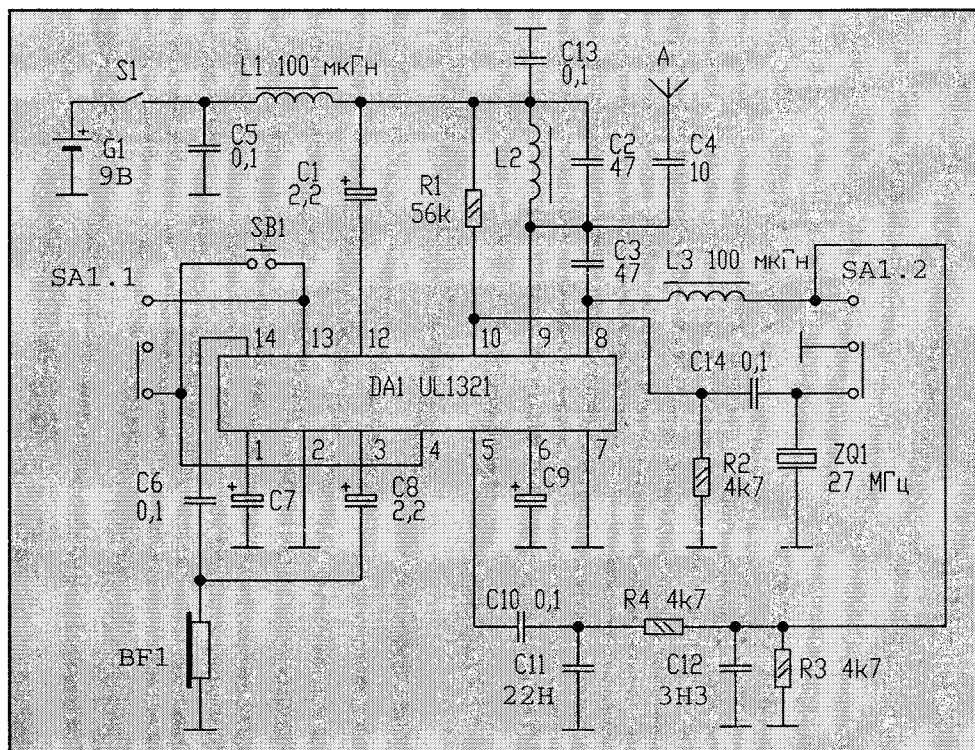 S1
L1 100 мкГн
C13
0,1
A
G1
9В
C5
0,1
C1
2,2
R1
56k
L2
C2
47
C4
10
SB1
SA1.1
C3
47
L3 100 мкГн
SA1.2
14 13 12 10 9 8
DA1 UL1321
C14 0,1
1 2 3 4 5 6 7
C6
0,1
C7
C8
2,2
C9
R2
4k7
ZQ1
27 МГц
BF1
C10 0,1
R4 4k7
C11
22Н
C12
3Н3
R3 4k7
+
+
+
+
+